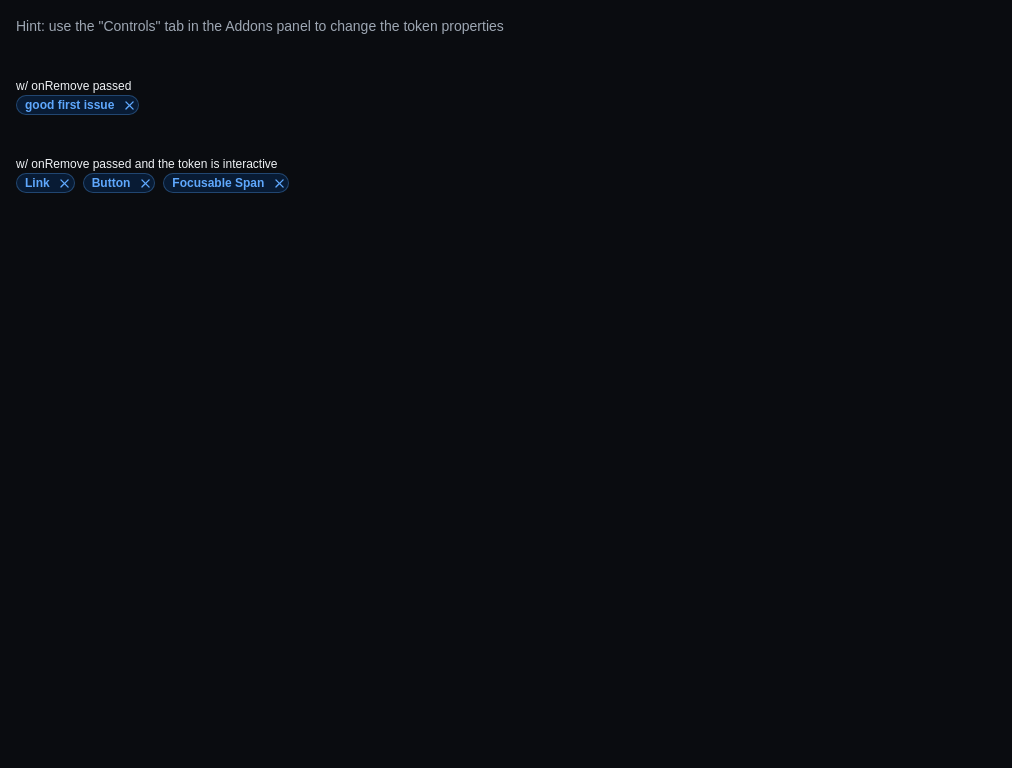 Hint: use the "Controls" tab in the Addons panel to change the token properties
w/ onRemove passed
good first issue
w/ onRemove passed and the token is interactive
Link Button Focusable Span